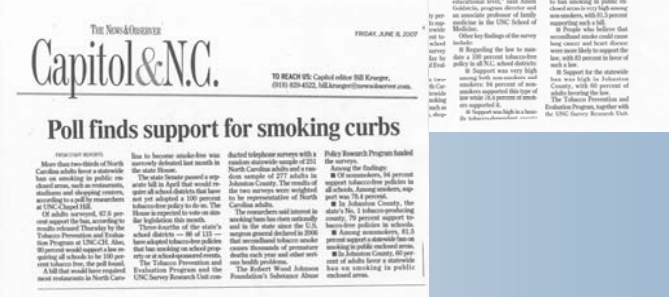 THE NEWS & OBSERVER
FRIDAY, JUNE 8, 2007
Capitol&N.C.
TO REACH US: Capitol editor Bill Krueger,
(919) 829-4522, bill.krueger@newsobserver.com.
Poll finds support for smoking curbs
FROM STAFF REPORTS
More than two-thirds of North
Carolina adults favor a statewide
ban on smoking in public en-
closed areas, such as restaurants,
stadiums and shopping centers,
according to a poll by researchers
at UNC-Chapel Hill.
Of adults surveyed, 67.6 per-
cent support the ban, according to
results released Thursday by the
Tobacco Prevention and Evalua-
tion Program at UNC-CH. Also,
80 percent would support a law re-
quiring all schools to be 100 per-
cent tobacco free, the poll found.
A bill that would have required
most restaurants in North Caro-
lina to become smoke-free was
narrowly defeated last month in
the state House.
The state Senate passed a sep-
arate bill in April that would re-
quire all school districts that have
not yet adopted a 100 percent
tobacco-free policy to do so. The
House is expected to vote on sim-
ilar legislation this month.
Three-fourths of the state's
school districts — 86 of 115 —
have adopted tobacco-free policies
that ban smoking on school prop-
erty or at school-sponsored events.
The Tobacco Prevention and
Evaluation Program and the
UNC Survey Research Unit con-
ducted telephone surveys with a
random statewide sample of 251
North Carolina adults and a ran-
dom sample of 277 adults in
Johnston County. The results of
the two surveys were weighted
to be representative of North
Carolina adults.
The researchers said interest in
smoking bans has risen nationally
and in the state since the U.S.
surgeon general declared in 2006
that secondhand tobacco smoke
causes thousands of premature
deaths each year and other seri-
ous health problems.
The Robert Wood Johnson
Foundation's Substance Abuse
Policy Research Program funded
the surveys.
Among the findings:
■ Of nonsmokers, 94 percent
support tobacco-free policies in
all schools. Among smokers, sup-
port was 78.4 percent.
■ In Johnston County, the
state's No. 1 tobacco-producing
county, 79 percent support to-
bacco-free policies in schools.
■ Among nonsmokers, 81.5
percent support a statewide ban on
smoking in public enclosed areas.
■ In Johnston County, 60 per-
cent of adults favor a statewide
ban on smoking in public
enclosed areas.
Goldstein, program director and
an associate professor of family
medicine in the UNC School of
Medicine.
Other key findings of the survey
include:
■ Regarding the law to man-
date a 100 percent tobacco-free
policy in all N.C. school districts:
■ Support was very high
among both non-smokers and
smokers: 94 percent of non-
smokers supported this type of
law while 78.4 percent of smok-
ers supported it.
■ Support was high in a heav-
closed areas is very high among
non-smokers, with 81.5 percent
supporting such a bill.
■ People who believe that
secondhand smoke could cause
lung cancer and heart disease
were more likely to support the
law, with 83 percent in favor of
such a law.
■ Support for the statewide
ban was high in Johnston
County, with 60 percent of
adults favoring the law.
The Tobacco Prevention and
Evaluation Program, together with
the UNC Survey Research Unit